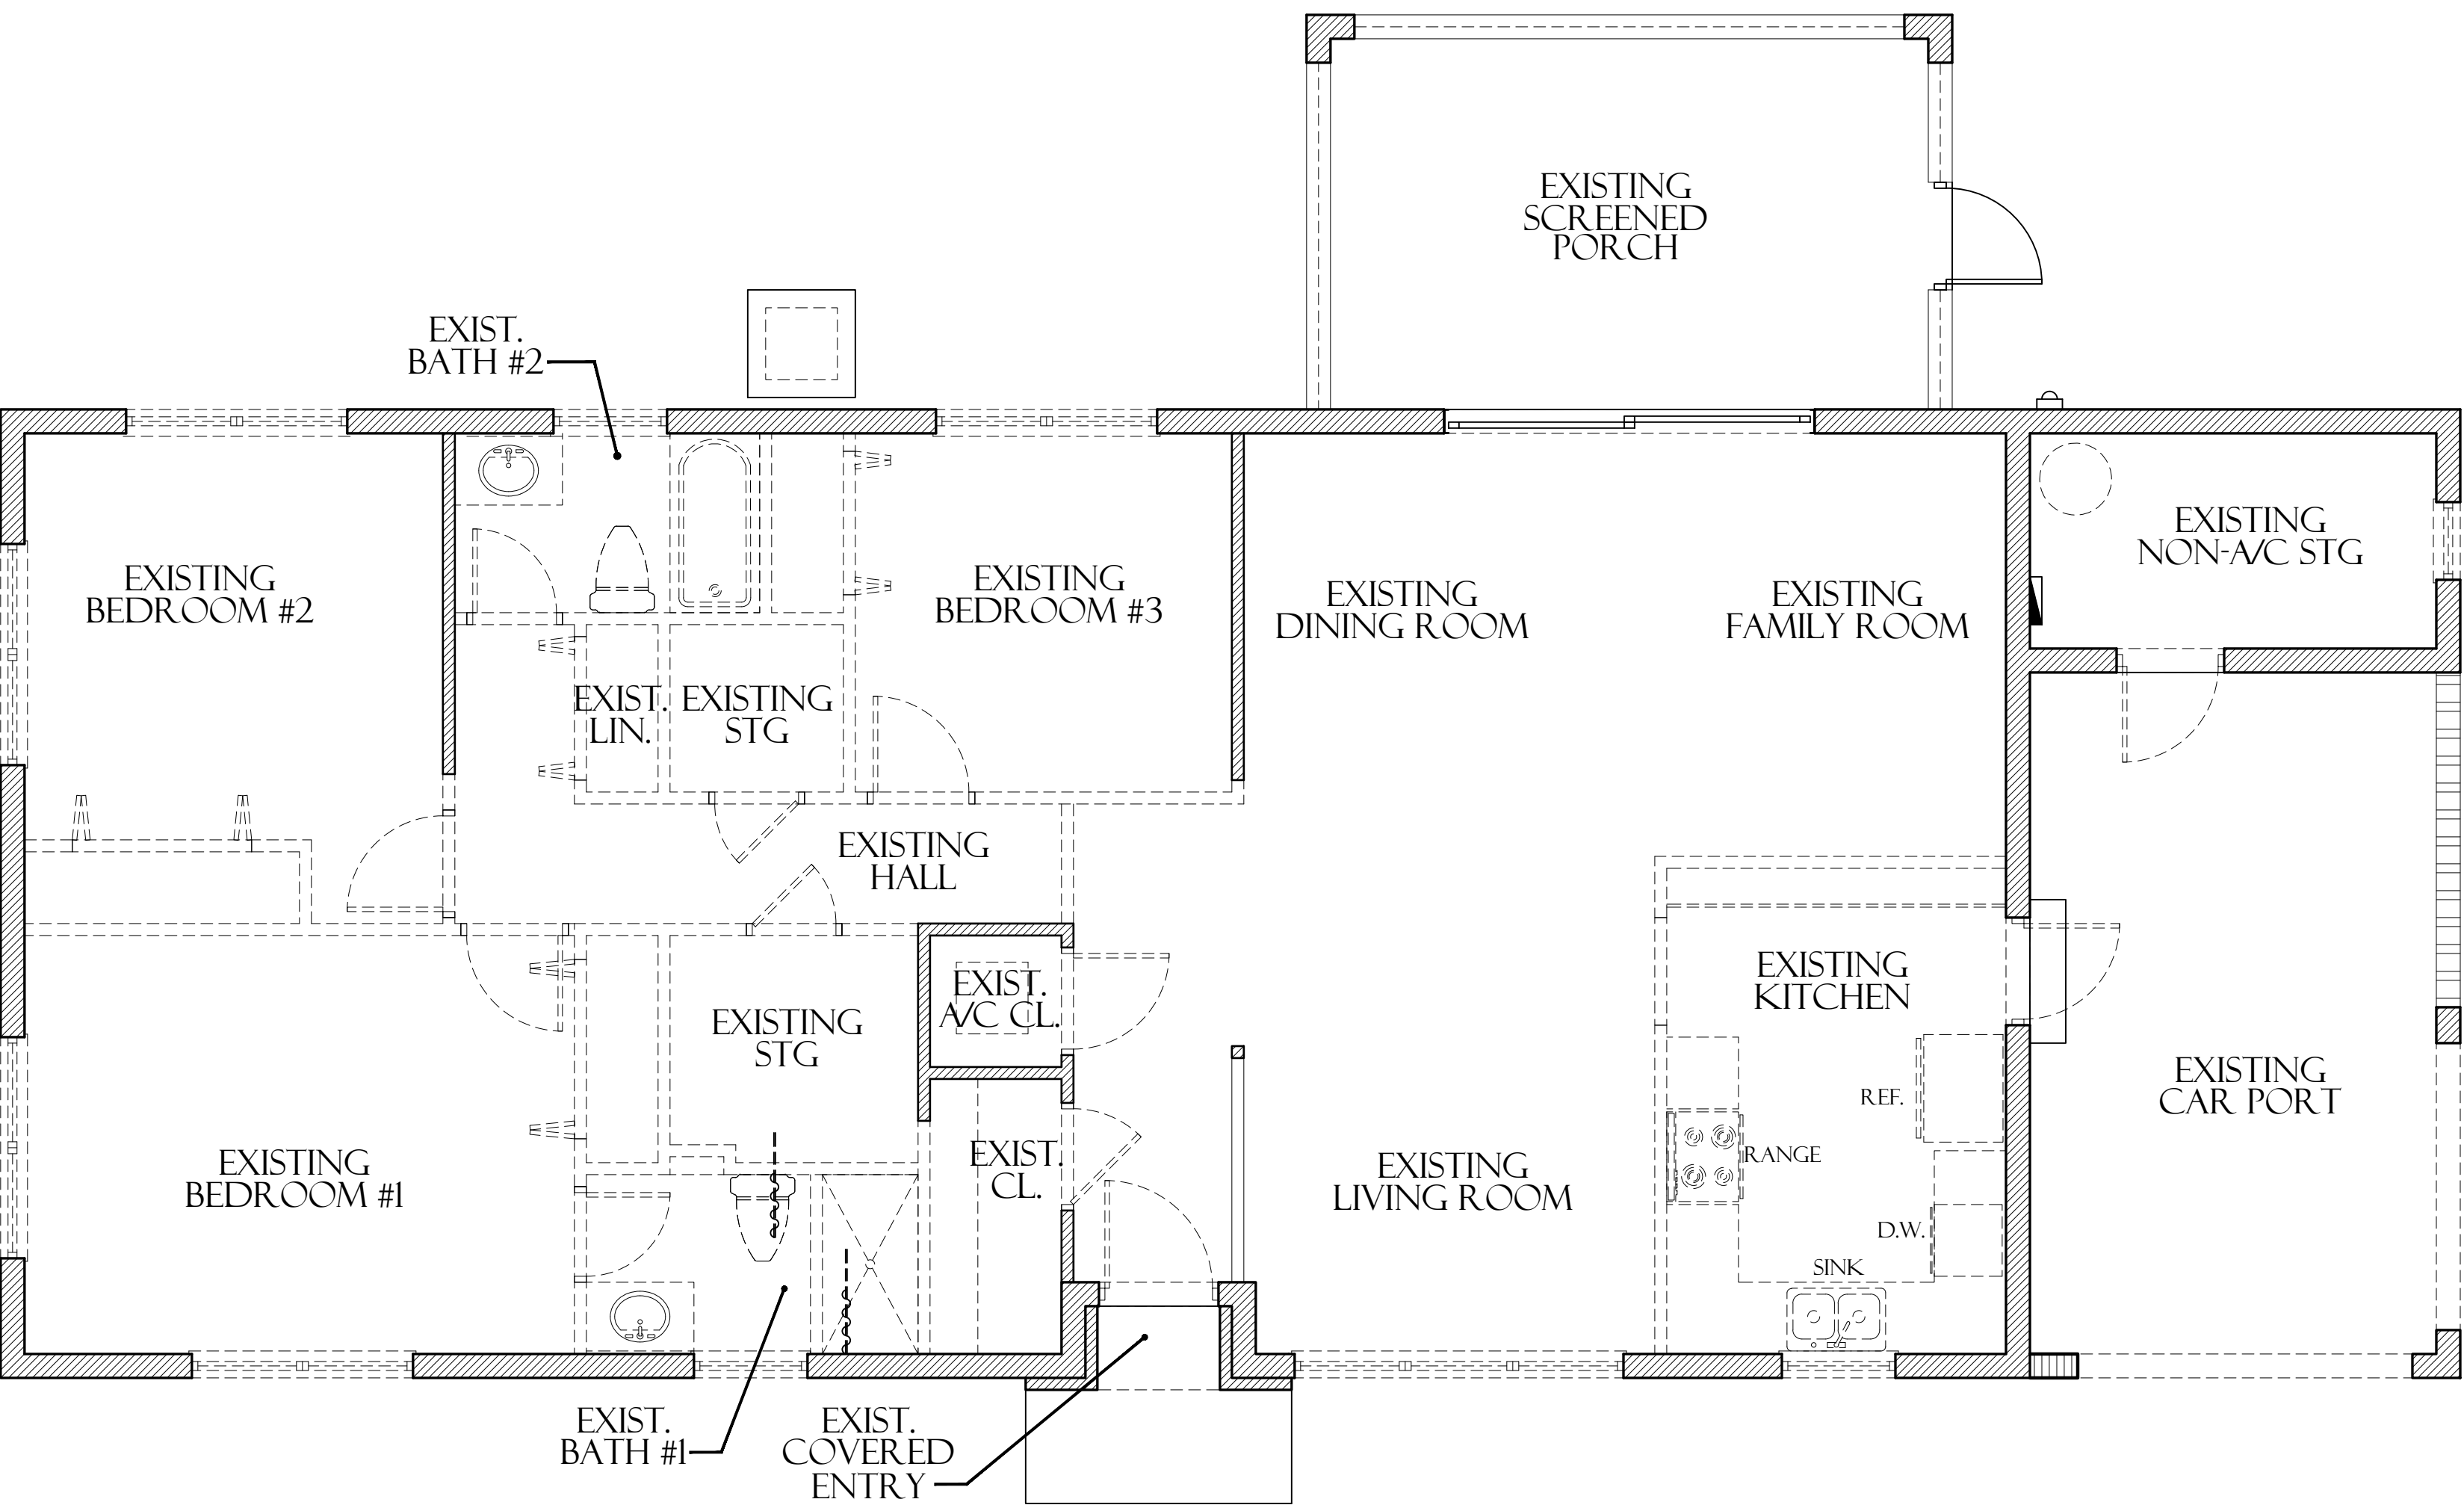 EXISTING
SCREENED
PORCH
EXIST.
BATH #2
EXISTING
BEDROOM #2
EXISTING
BEDROOM #3
EXISTING
DINING ROOM
EXISTING
FAMILY ROOM
EXISTING
NON-A/C STG
EXIST.
LIN.
EXISTING
STG
EXISTING
HALL
EXISTING
KITCHEN
EXIST.
A/C CL.
EXISTING
STG
REF.
EXISTING
CAR PORT
RANGE
EXIST.
CL.
EXISTING
BEDROOM #1
EXISTING
LIVING ROOM
D.W.
SINK
EXIST.
BATH #1
EXIST.
COVERED
ENTRY